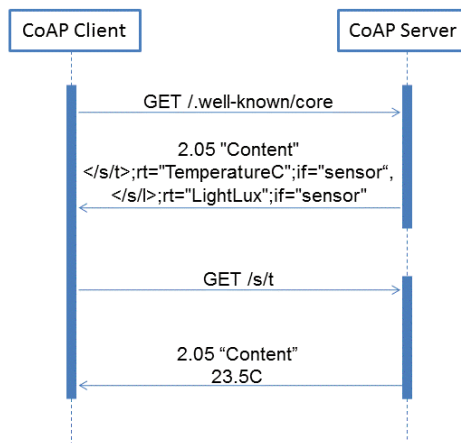 CoAP Client
CoAP Server
GET /.well-known/core
2.05 "Content"
</s/t>;rt="TemperatureC";if="sensor“,
</s/l>;rt="LightLux";if="sensor"
GET /s/t
2.05 “Content”
23.5C